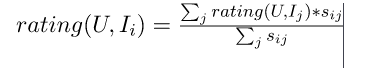 rating(U, I_i) = \frac{\sum_j rating(U,I_j)*s_{ij}}{\sum_j s_{ij}}